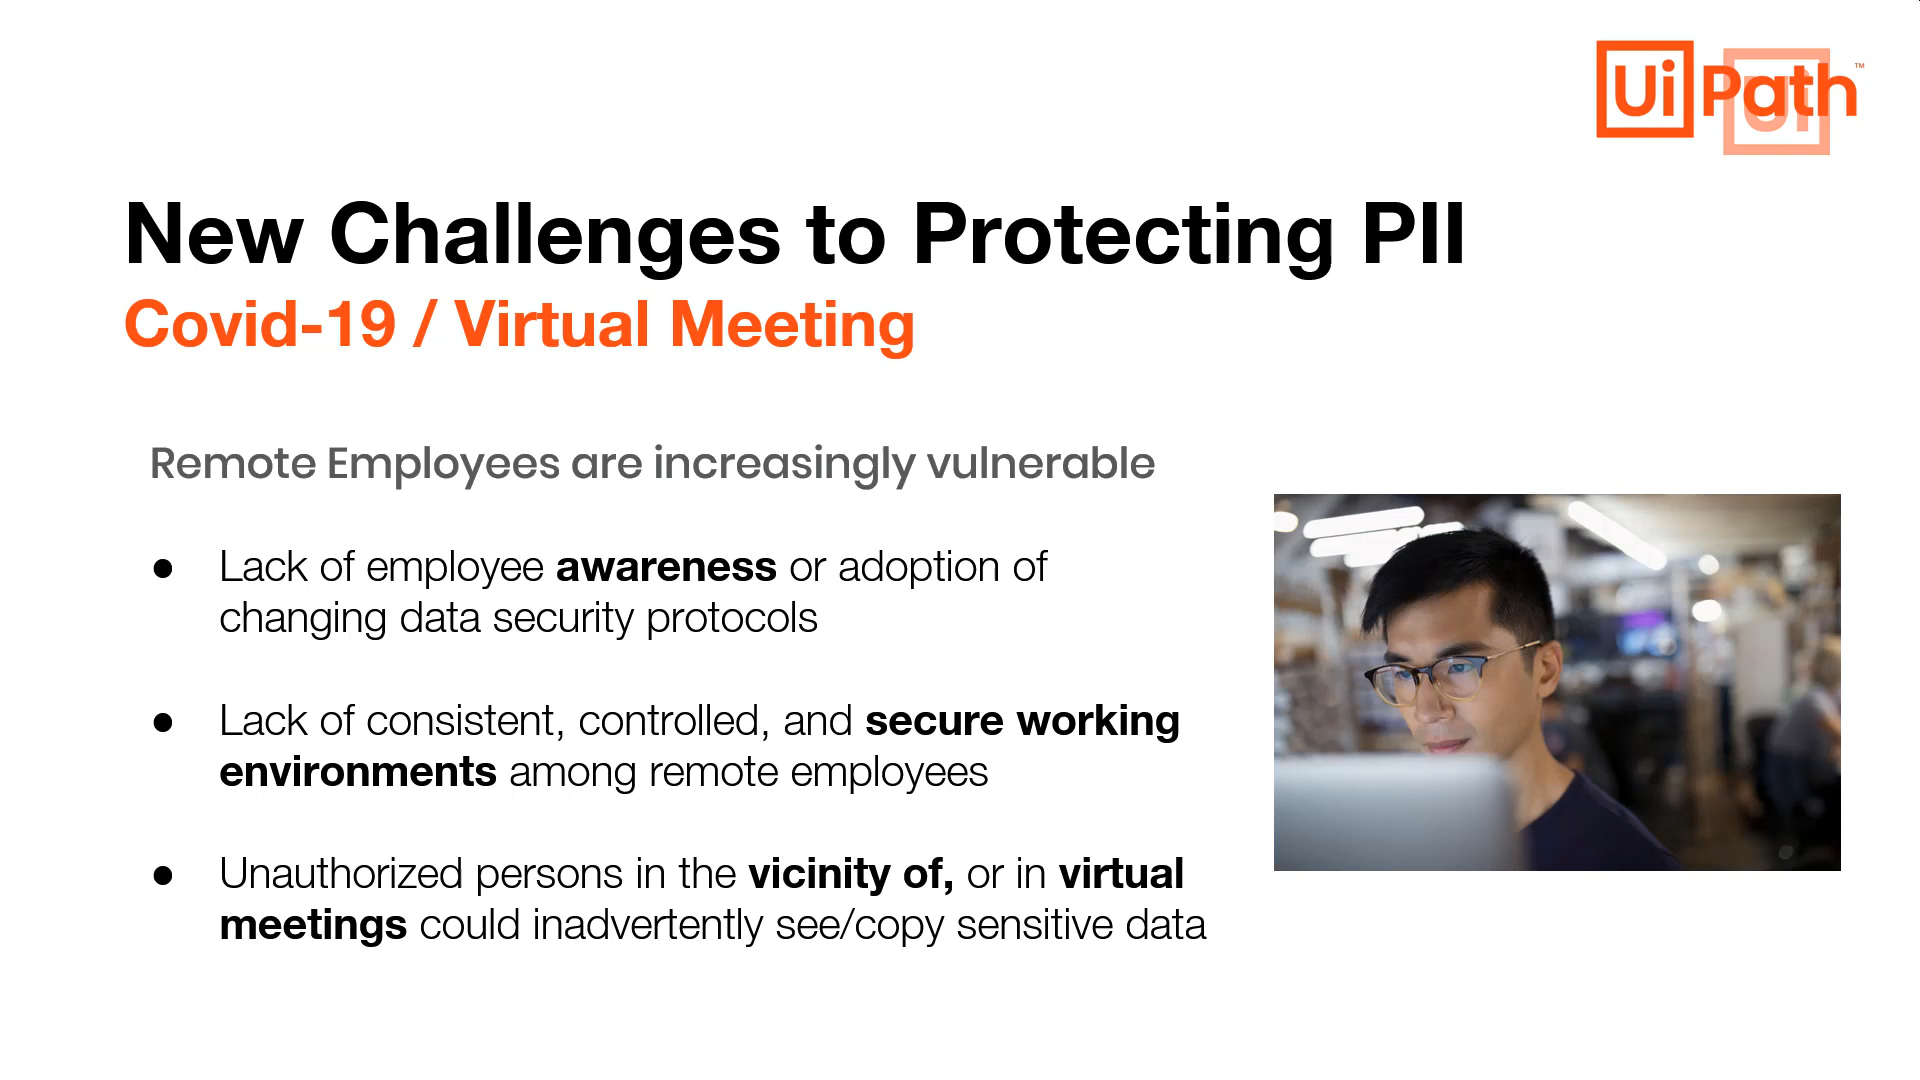 UiPath™
Ui
New Challenges to Protecting PII
Covid-19 / Virtual Meeting
Remote Employees are increasingly vulnerable
● Lack of employee awareness or adoption of
changing data security protocols
● Lack of consistent, controlled, and secure working
environments among remote employees
● Unauthorized persons in the vicinity of, or in virtual
meetings could inadvertently see/copy sensitive data